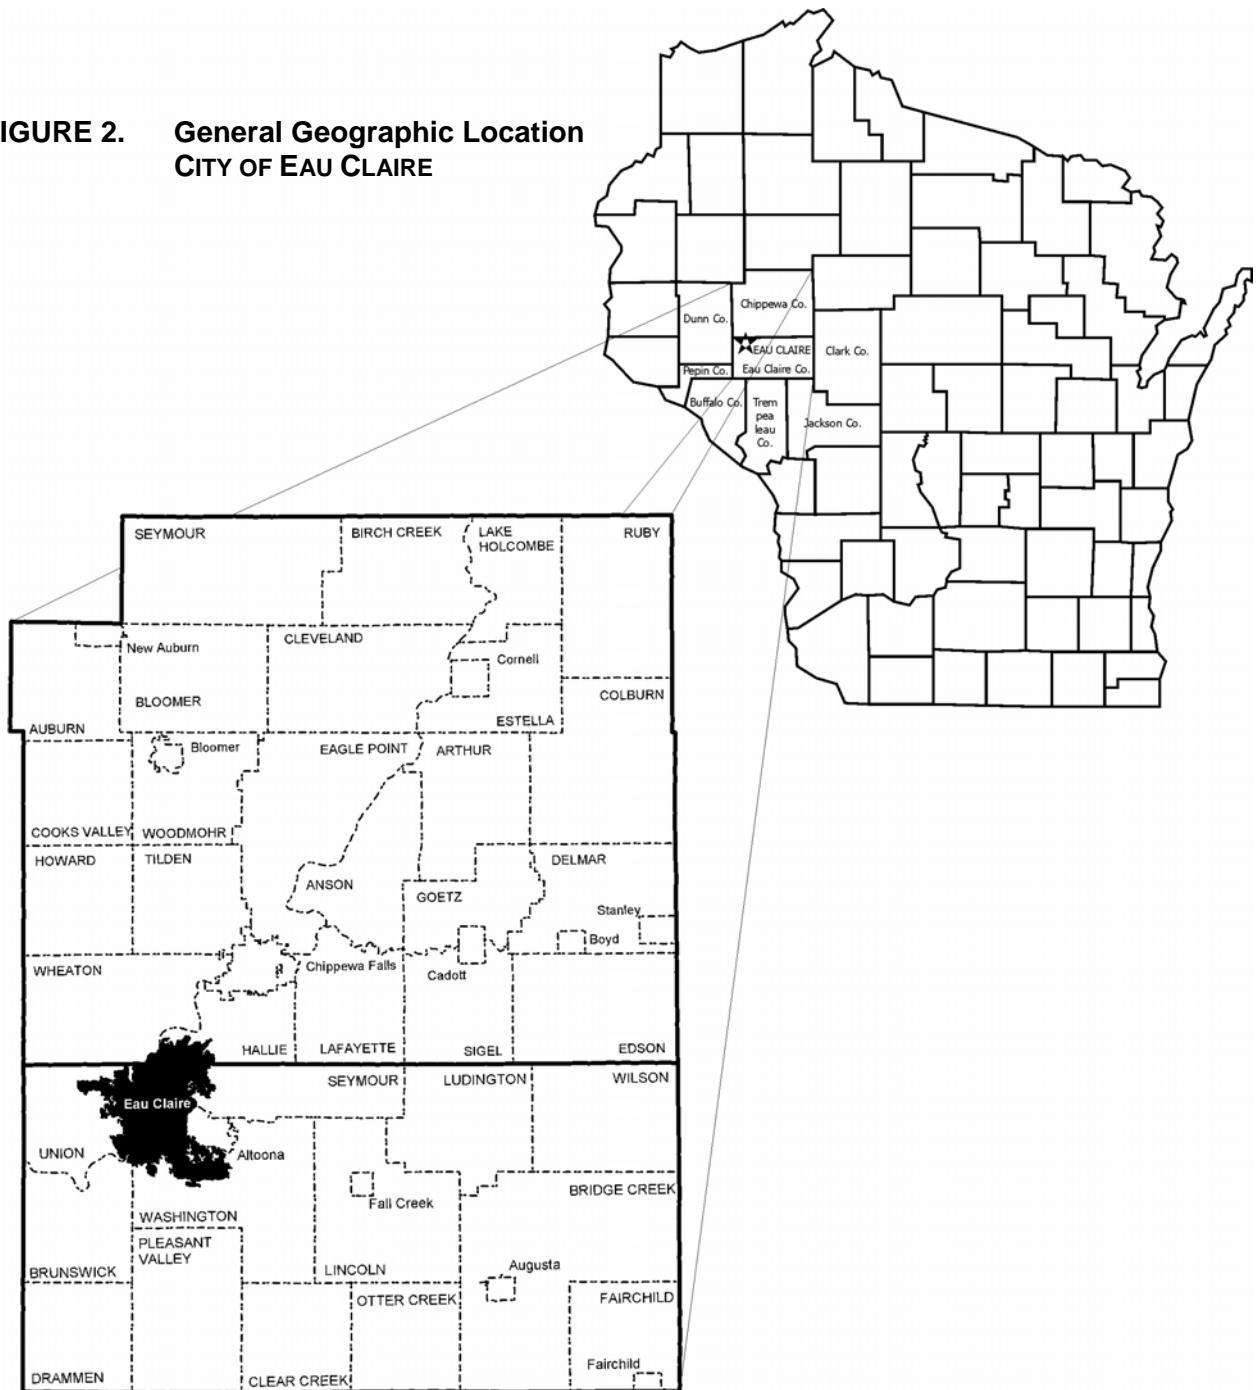 IGURE 2. General Geographic Location
CITY OF EAU CLAIRE
Chippewa Co.
Dunn Co.
EAU CLAIRE
Clark Co.
Pepin Co.
Eau Claire Co.
Buffalo Co.
Trem
pea
leau
Co.
Jackson Co.
SEYMOUR
BIRCH CREEK
LAKE
HOLCOMBE
RUBY
New Auburn
CLEVELAND
Cornell
BLOOMER
COLBURN
AUBURN
ESTELLA
Bloomer
EAGLE POINT
ARTHUR
COOKS VALLEY
WOODMOHR
HOWARD
TILDEN
DELMAR
ANSON
GOETZ
Stanley
Boyd
WHEATON
Chippewa Falls
Cadott
HALLIE
LAFAYETTE
SIGEL
EDSON
SEYMOUR
LUDINGTON
WILSON
Eau Claire
UNION
Altoona
BRIDGE CREEK
Fall Creek
WASHINGTON
PLEASANT
VALLEY
BRUNSWICK
LINCOLN
Augusta
OTTER CREEK
FAIRCHILD
Fairchild
DRAMMEN
CLEAR CREEK